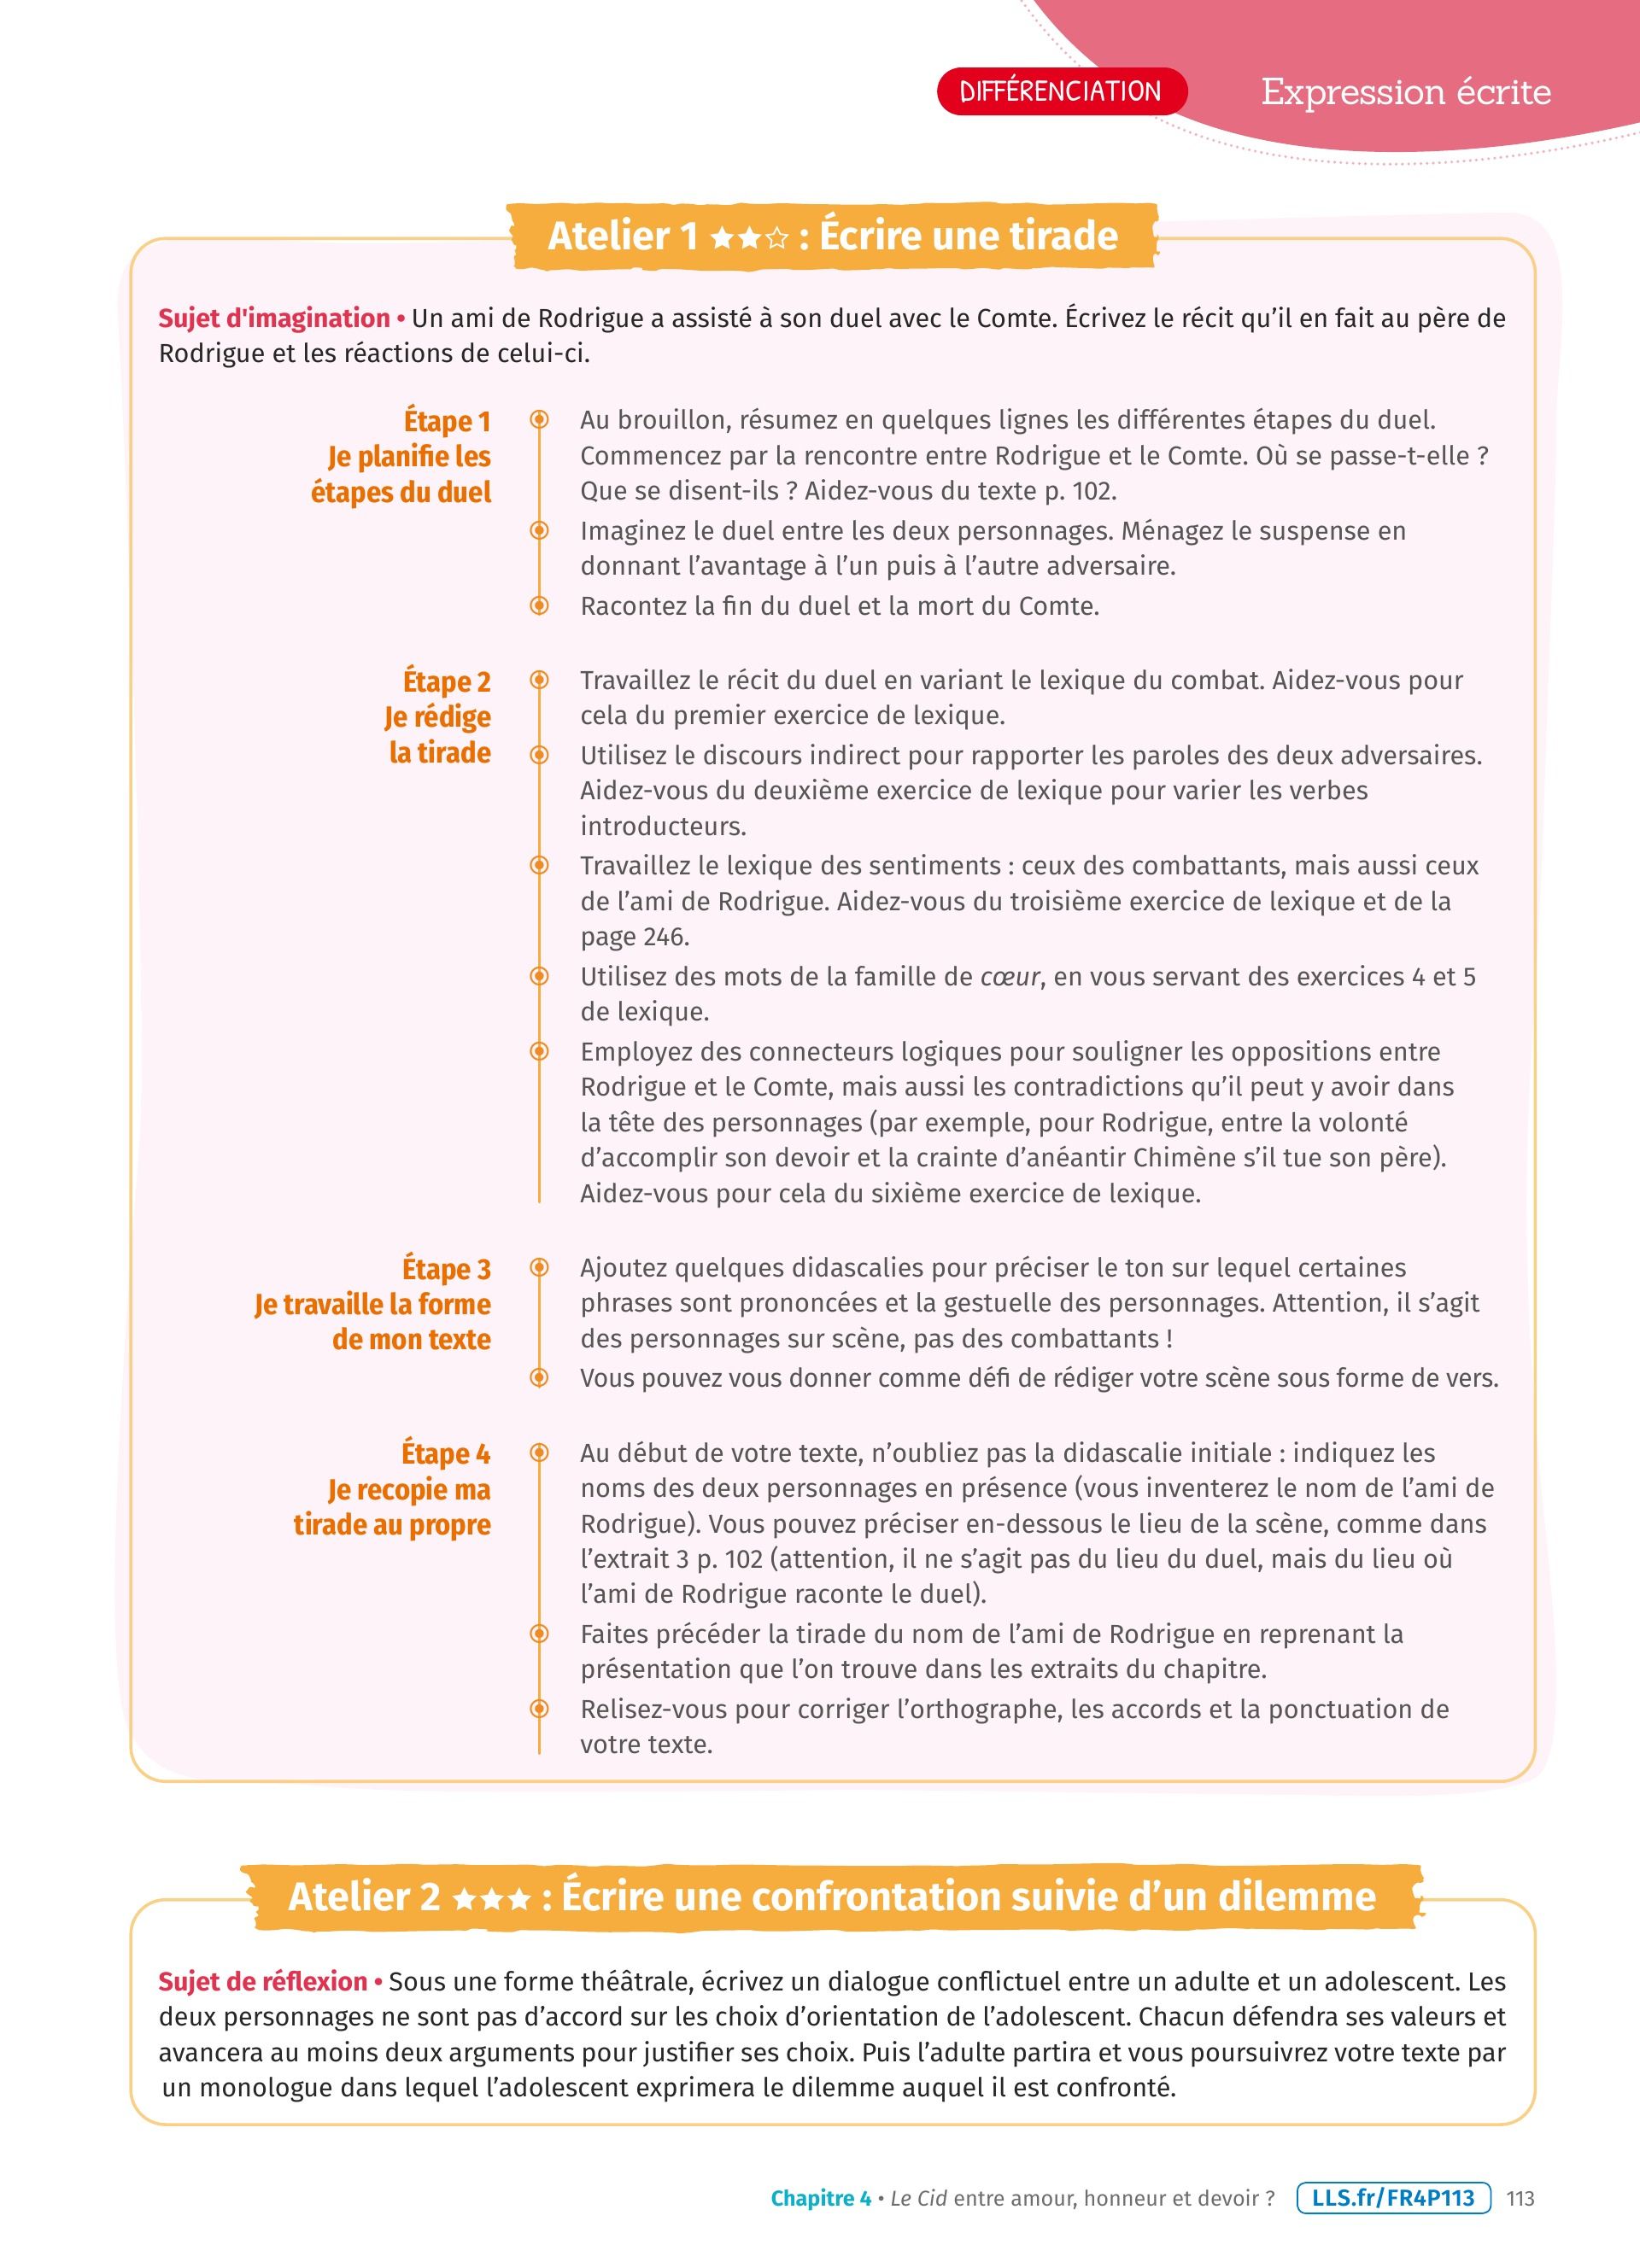 DIFFÉRENCIATION
Expression écrite
Atelier 1 ★★☆ : Écrire une tirade
Sujet d'imagination • Un ami de Rodrigue a assisté à son duel avec le Comte. Écrivez le récit qu’il en fait au père de
Rodrigue et les réactions de celui-ci.
Étape 1
Je planifie les
étapes du duel
Au brouillon, résumez en quelques lignes les différentes étapes du duel.
Commencez par la rencontre entre Rodrigue et le Comte. Où se passe-t-elle ?
Que se disent-ils ? Aidez-vous du texte p. 102.
Imaginez le duel entre les deux personnages. Ménagez le suspense en
donnant l’avantage à l’un puis à l’autre adversaire.
Racontez la fin du duel et la mort du Comte.
Étape 2
Je rédige
la tirade
Travaillez le récit du duel en variant le lexique du combat. Aidez-vous pour
cela du premier exercice de lexique.
Utilisez le discours indirect pour rapporter les paroles des deux adversaires.
Aidez-vous du deuxième exercice de lexique pour varier les verbes
introducteurs.
Travaillez le lexique des sentiments : ceux des combattants, mais aussi ceux
de l’ami de Rodrigue. Aidez-vous du troisième exercice de lexique et de la
page 246.
Utilisez des mots de la famille de cœur, en vous servant des exercices 4 et 5
de lexique.
Employez des connecteurs logiques pour souligner les oppositions entre
Rodrigue et le Comte, mais aussi les contradictions qu’il peut y avoir dans
la tête des personnages (par exemple, pour Rodrigue, entre la volonté
d’accomplir son devoir et la crainte d’anéantir Chimène s’il tue son père).
Aidez-vous pour cela du sixième exercice de lexique.
Étape 3
Je travaille la forme
de mon texte
Ajoutez quelques didascalies pour préciser le ton sur lequel certaines
phrases sont prononcées et la gestuelle des personnages. Attention, il s’agit
des personnages sur scène, pas des combattants !
Vous pouvez vous donner comme défi de rédiger votre scène sous forme de vers.
Étape 4
Je recopie ma
tirade au propre
Au début de votre texte, n’oubliez pas la didascalie initiale : indiquez les
noms des deux personnages en présence (vous inventerez le nom de l’ami de
Rodrigue). Vous pouvez préciser en-dessous le lieu de la scène, comme dans
l’extrait 3 p. 102 (attention, il ne s’agit pas du lieu du duel, mais du lieu où
l’ami de Rodrigue raconte le duel).
Faites précéder la tirade du nom de l’ami de Rodrigue en reprenant la
présentation que l’on trouve dans les extraits du chapitre.
Relisez-vous pour corriger l’orthographe, les accords et la ponctuation de
votre texte.
Atelier 2 ★★★ : Écrire une confrontation suivie d’un dilemme
Sujet de réflexion • Sous une forme théâtrale, écrivez un dialogue conflictuel entre un adulte et un adolescent. Les
deux personnages ne sont pas d’accord sur les choix d’orientation de l’adolescent. Chacun défendra ses valeurs et
avancera au moins deux arguments pour justifier ses choix. Puis l’adulte partira et vous poursuivrez votre texte par
un monologue dans lequel l’adolescent exprimera le dilemme auquel il est confronté.
Chapitre 4 • Le Cid entre amour, honneur et devoir ? LLS.fr/FR4P113 113